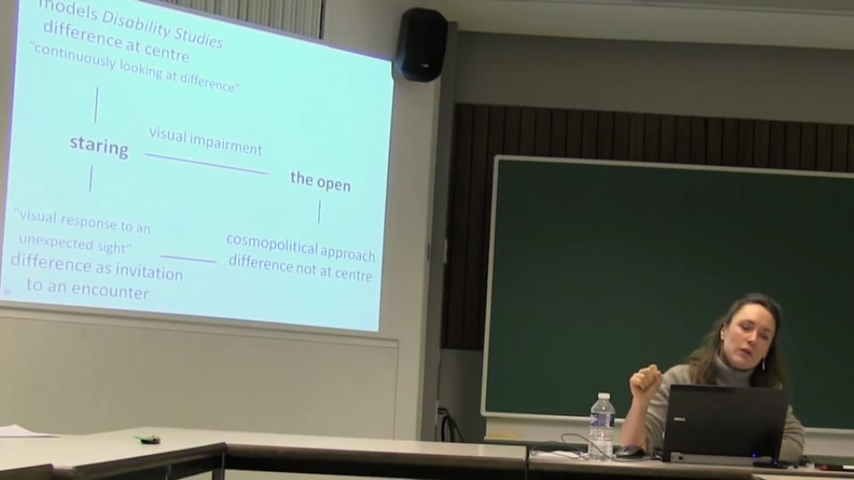 models Disability Studies
difference at centre
"continuously looking at difference"
staring
visual impairment
the open
"visual response to an
unexpected sight"
difference as invitation
to an encounter
cosmopolitical approach
difference not at centre
DELL